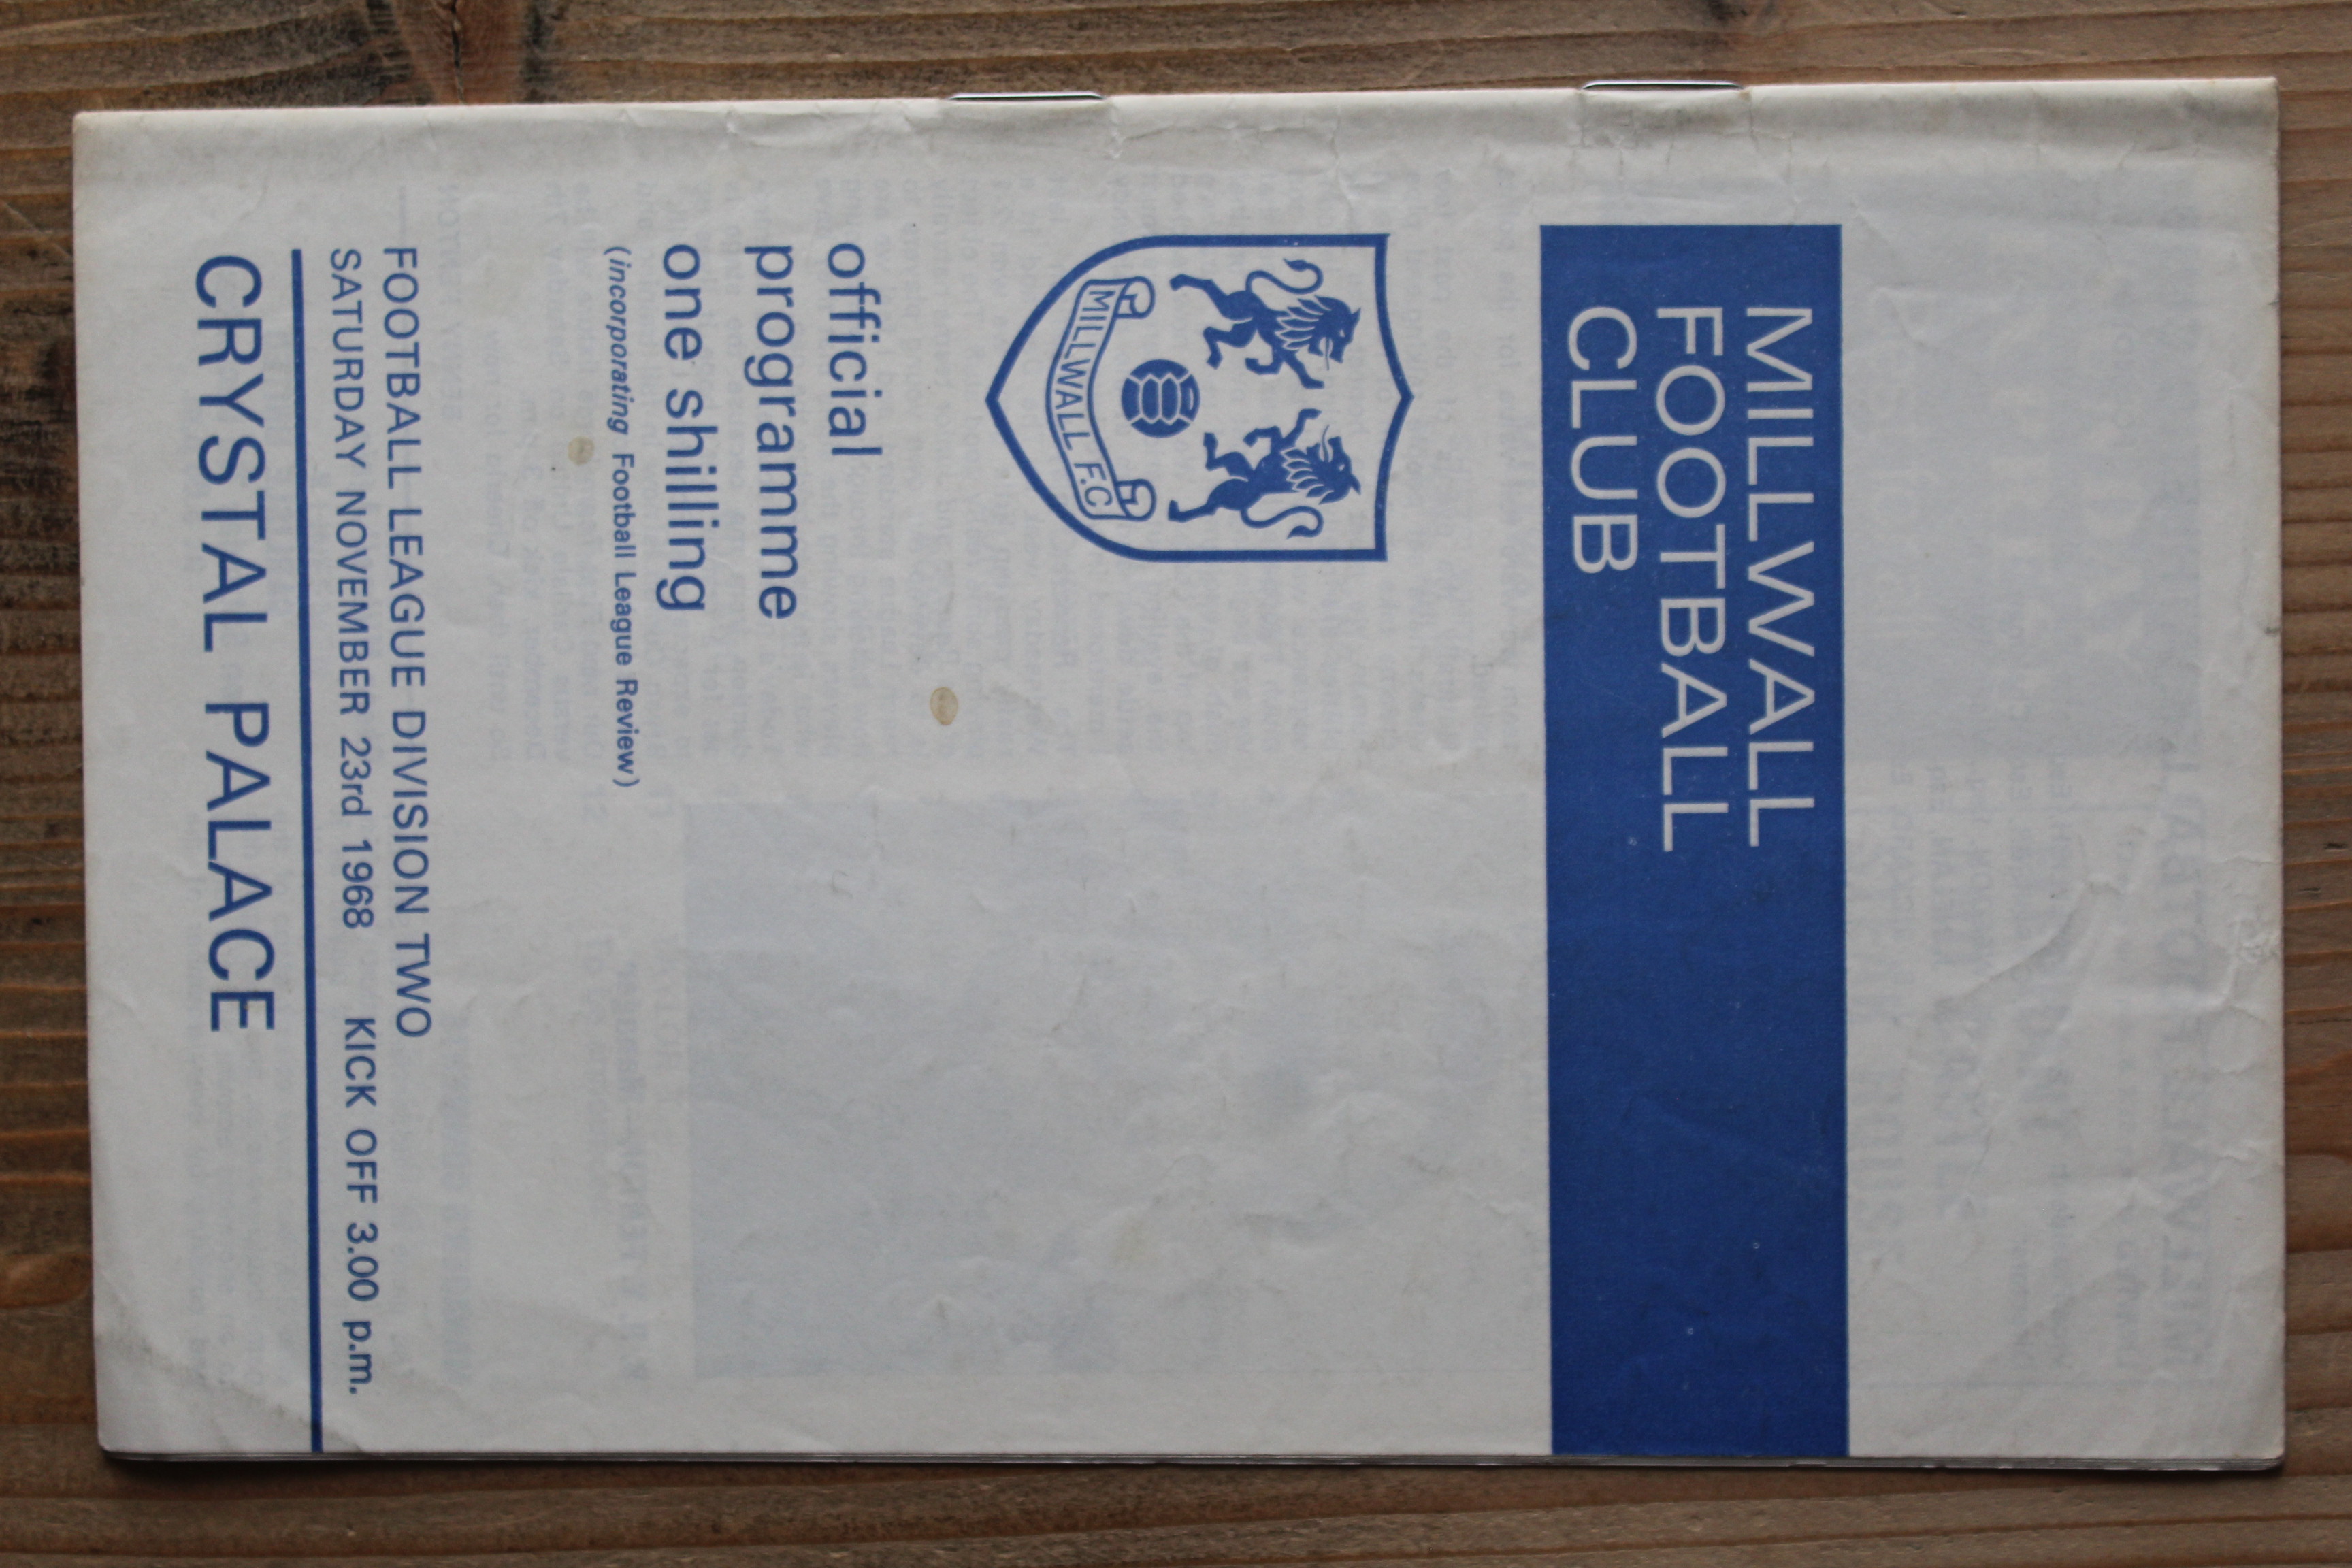 MILLWALL
FOOTBALL
CLUB
MILLWALL F.C
official
programme
one shilling
(incorporating Football League Review)
FOOTBALL LEAGUE DIVISION TWO
SATURDAY NOVEMBER 23rd 1968 KICK OFF 3.00 p.m.
CRYSTAL PALACE